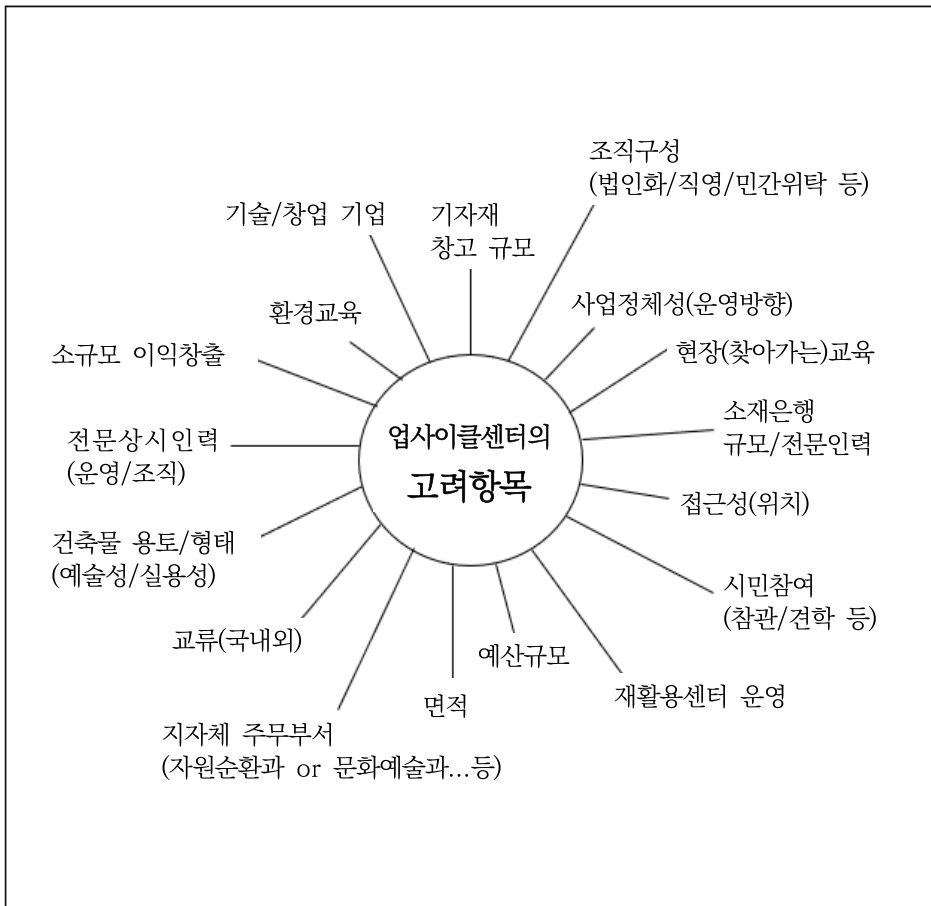 조직구성
(법인화/직영/민간위탁 등)
기술/창업 기업
기자재
창고 규모
환경교육
사업정체성(운영방향)
소규모 이익창출
현장(찾아가는)교육
전문상시인력
(운영/조직)
업사이클센터의
고려항목
소재은행
규모/전문인력
접근성(위치)
건축물 용토/형태
(예술성/실용성)
시민참여
(참관/견학 등)
교류(국내외)
예산규모
재활용센터 운영
면적
지자체 주무부서
(자원순환과 or 문화예술과...등)